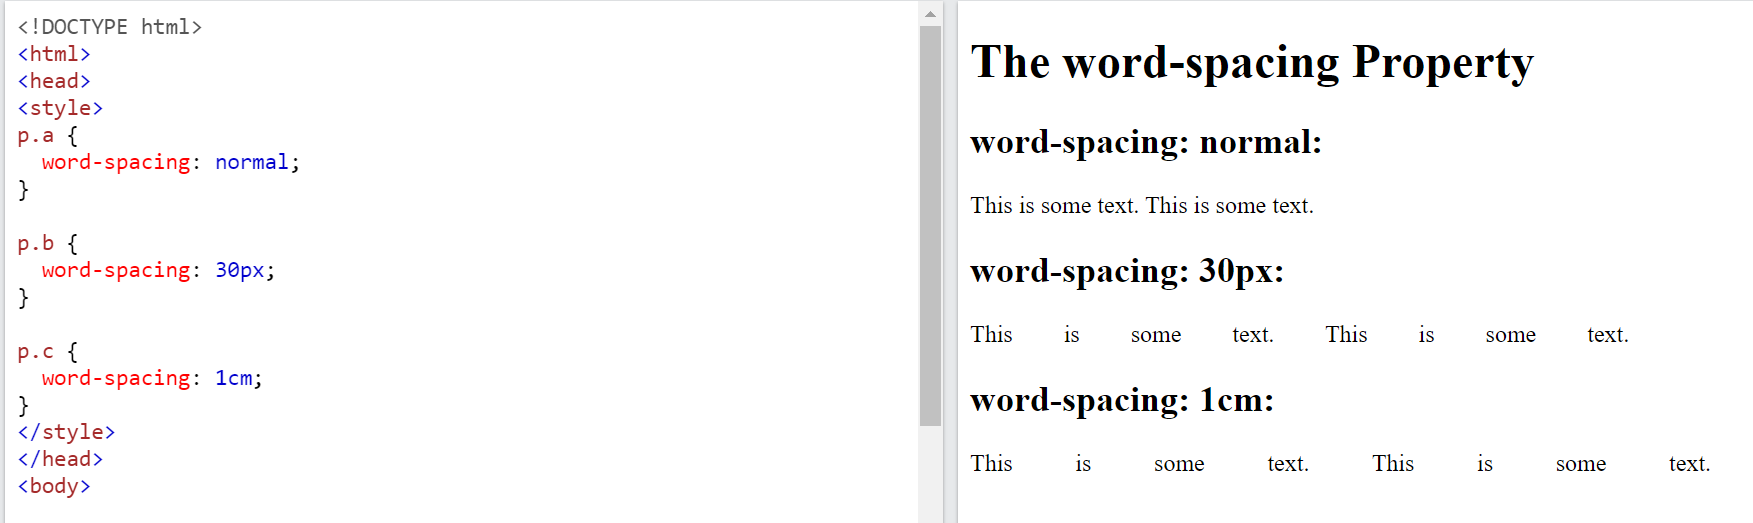 <!DOCTYPE html>
<html>
<head>
<style>
p.a {
  word-spacing: normal;
}

p.b {
  word-spacing: 30px;
}

p.c {
  word-spacing: 1cm;
}
</style>
</head>
<body>
The word-spacing Property
word-spacing: normal:
This is some text. This is some text.
word-spacing: 30px:
This is some text. This is some text.
word-spacing: 1cm:
This is some text. This is some text.